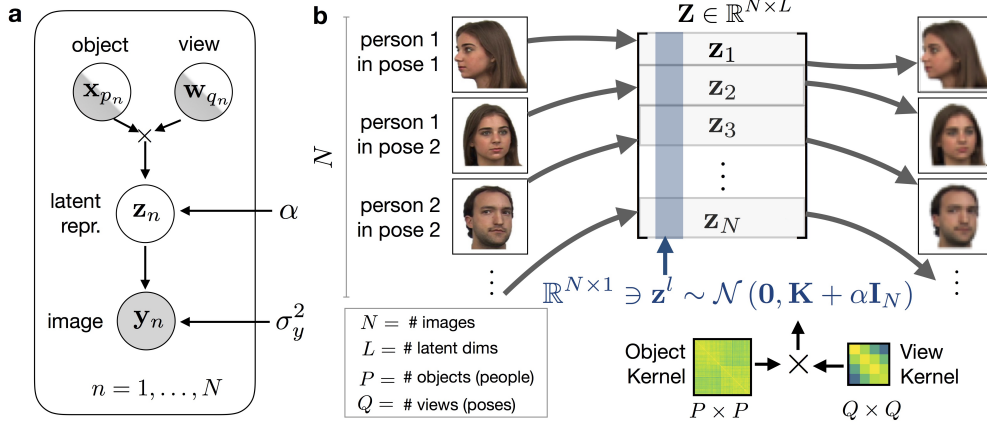 a
object view
x_{p_n} w_{q_n}
×
latent
repr.
z_n
α
image
y_n
σ_y^2
n = 1, . . . , N
b
Z ∈ ℝ^{N×L}
N
person 1
in pose 1
person 1
in pose 2
person 2
in pose 2
⋮
z_1
z_2
z_3
⋮
z_N
⋮
ℝ^{N×1} ∋ z^l ∼ 𝒩 (0, K + αI_N)
N = # images
L = # latent dims
P = # objects (people)
Q = # views (poses)
Object
Kernel
P × P
×
View
Kernel
Q × Q